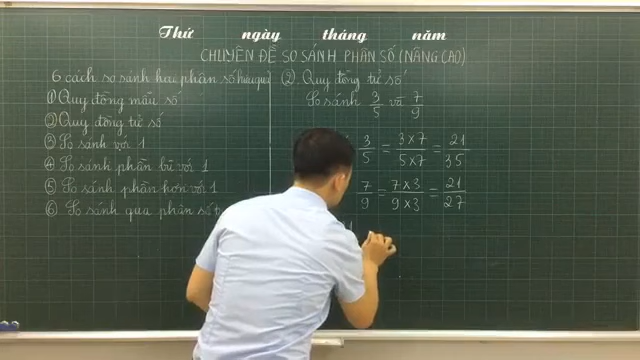 Thứ ngày tháng năm
CHUYÊN ĐỀ SO SÁNH PHÂN SỐ (NÂNG CAO)
6 cách so sánh hai phân số
① Quy đồng mẫu số
② Quy đồng tử số
③ So sánh với 1
④ So sánh phần bù với 1
⑤ So sánh phần hơn với 1
⑥ So sánh qua phân số
②. Quy đồng tử số
So sánh 3/5 và 7/9
3/5 = 3×7/5×7 = 21/35
7/9 = 7×3/9×3 = 21/27